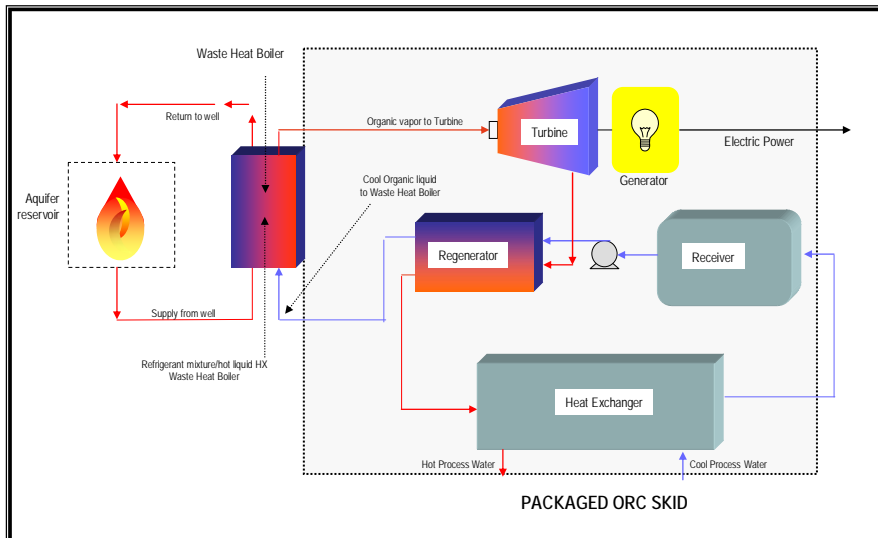 Waste Heat Boiler
Return to well
Organic vapor to Turbine
Turbine
Electric Power
Generator
Aquifer
reservoir
Cool Organic liquid
to Waste Heat Boiler
Regenerator
Receiver
Supply from well
Refrigerant mixture/hot liquid HX
Waste Heat Boiler
Heat Exchanger
Hot Process Water
Cool Process Water
PACKAGED ORC SKID